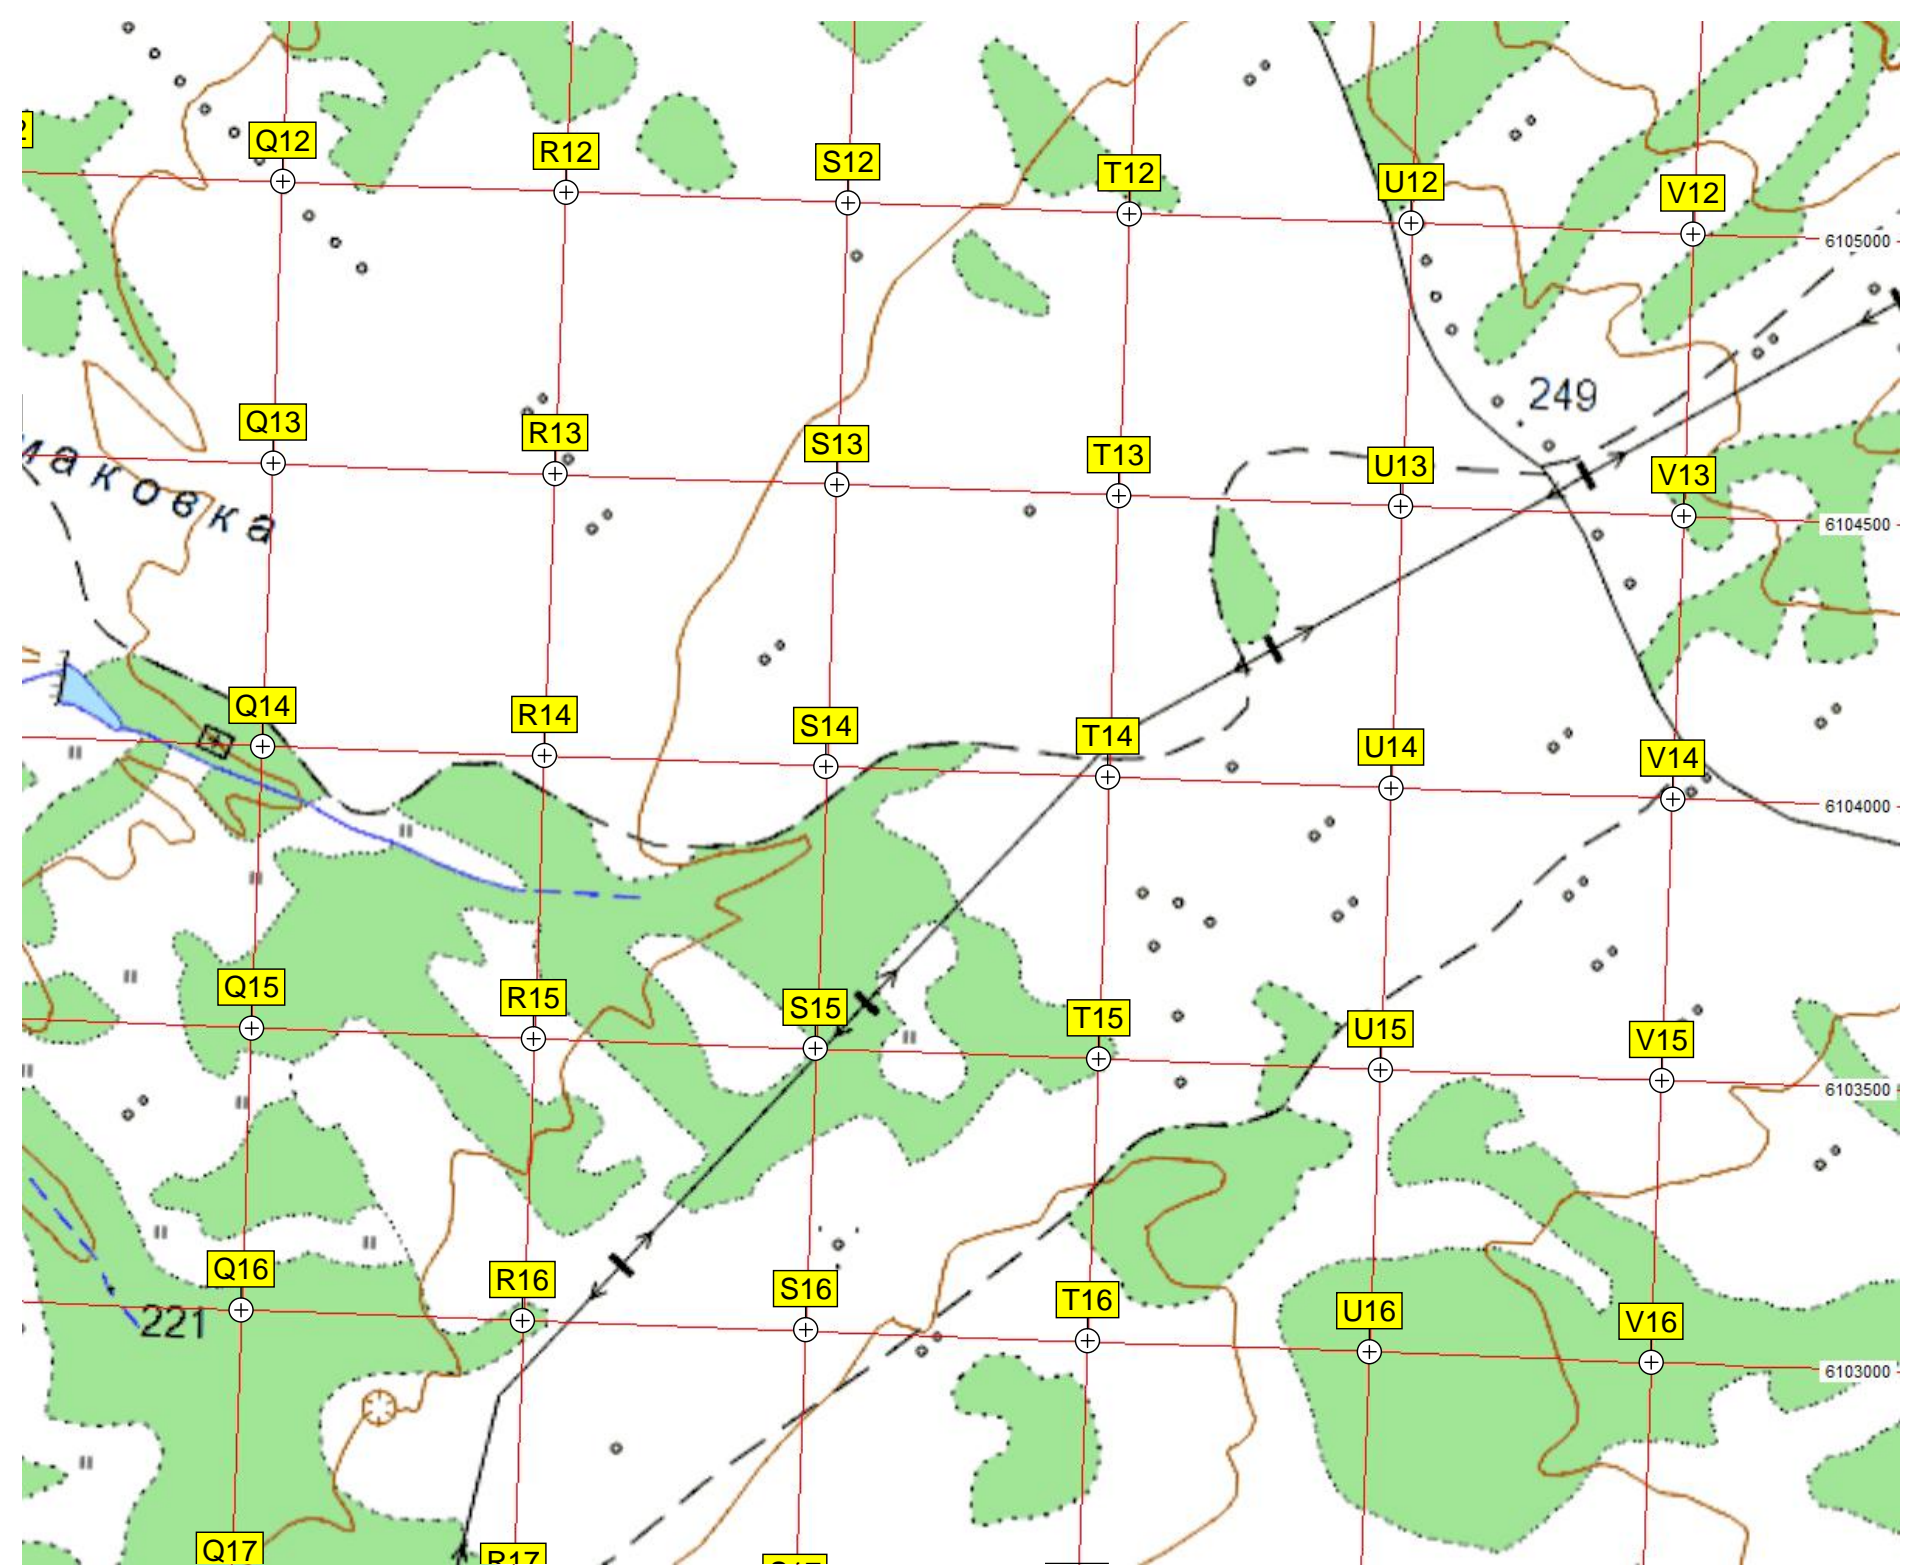 Q12
R12
S12
T12
U12
V12
6105000
249
Q13
R13
S13
T13
U13
V13
маковка
6104500
Q14
R14
S14
T14
U14
V14
6104000
Q15
R15
S15
T15
U15
V15
6103500
Q16
R16
S16
T16
U16
V16
221
6103000
Q17
R17